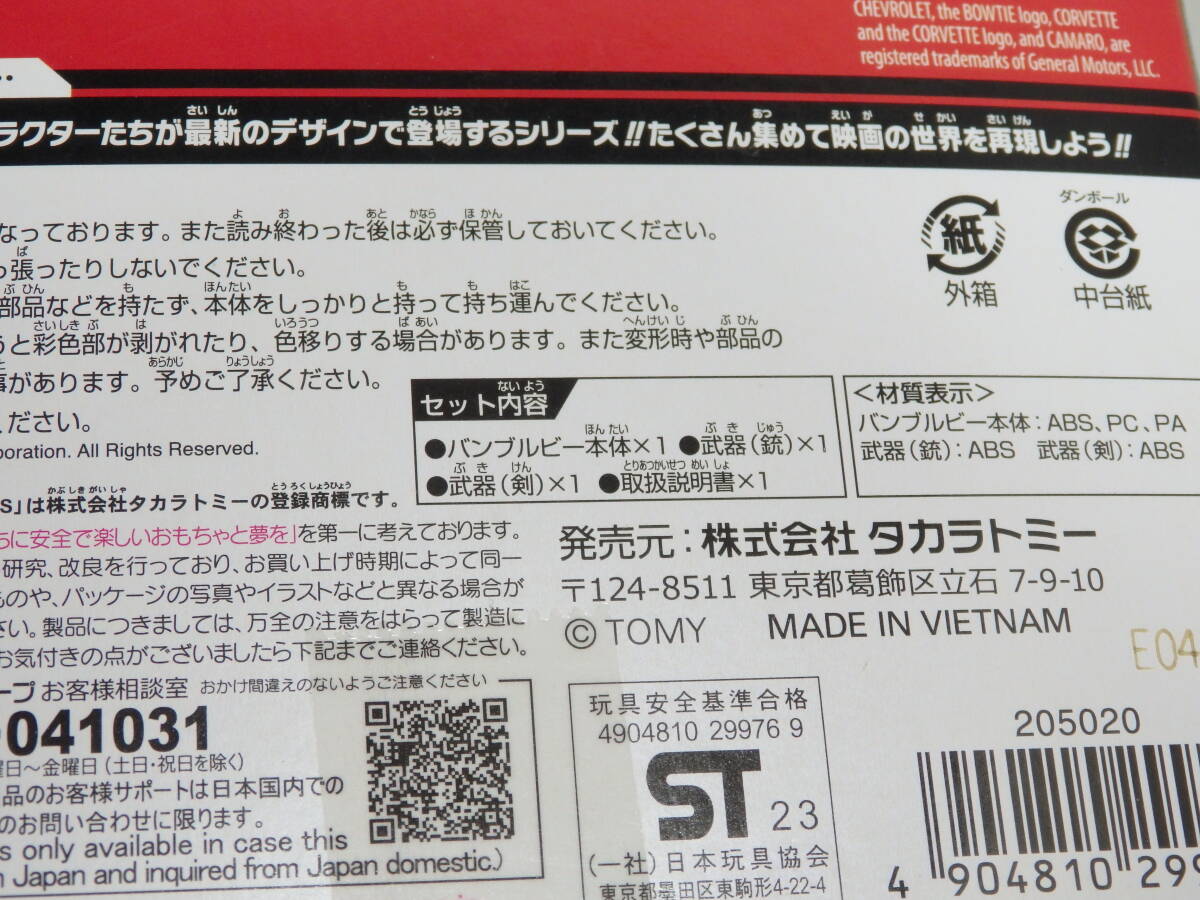 CHEVROLET, the BOWTIE logo, CORVETTE
and the CORVETTE logo, and CAMARO, are
registered trademarks of General Motors, LLC.
ラクターたちが最新のデザインで登場するシリーズ!!たくさん集めて映画の世界を再現しよう!!
なっております。また読み終わった後は必ず保管しておいてください。
っ張ったりしないでください。
部品などを持たず、本体をしっかりと持って持ち運んでください。
うと彩色部が剥がれたり、色移りする場合があります。また変形時や部品の
事があります。予めご了承ください。
ください。
poration. All Rights Reserved.
S」は株式会社タカラトミーの登録商標です。
紙
外箱
ダンボール
中台紙
セット内容
●バンブルビー本体×1 ●武器(銃)×1
●武器(剣)×1 ●取扱説明書×1
<材質表示>
バンブルビー本体:ABS、PC、PA
武器(銃):ABS 武器(剣):ABS
ちに安全で楽しいおもちゃと夢を」を第一に考えております。
研究、改良を行っており、お買い上げ時期によって同一
ものや、パッケージの写真やイラストなどと異なる場合が
さい。製品につきましては、万全の注意をはらって製造に
お気付きの点がございましたら下記までご連絡ください。
発売元:株式会社 タカラトミー
〒124-8511 東京都葛飾区立石 7-9-10
© TOMY MADE IN VIETNAM
E04
ープ お客様相談室 おかけ間違えのないようご注意ください
041031
曜日〜金曜日(土日・祝日を除く)
品のお客様サポートは日本国内での
のお問い合わせに限ります。
s only available in case this
n Japan and inquired from Japan domestic.)
玩具安全基準合格
4904810 29976 9
ST 23
(一社)日本玩具協会
東京都墨田区東駒形4-22-4
205020
4 904810 299